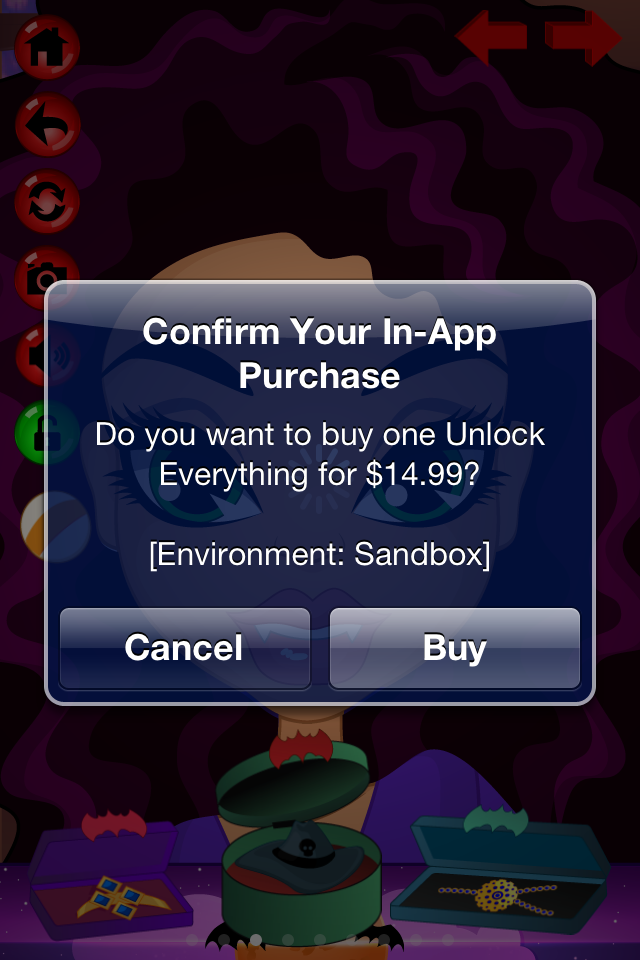 Confirm Your In-App
Purchase
Do you want to buy one Unlock
Everything for $14.99?
[Environment: Sandbox]
Cancel
Buy